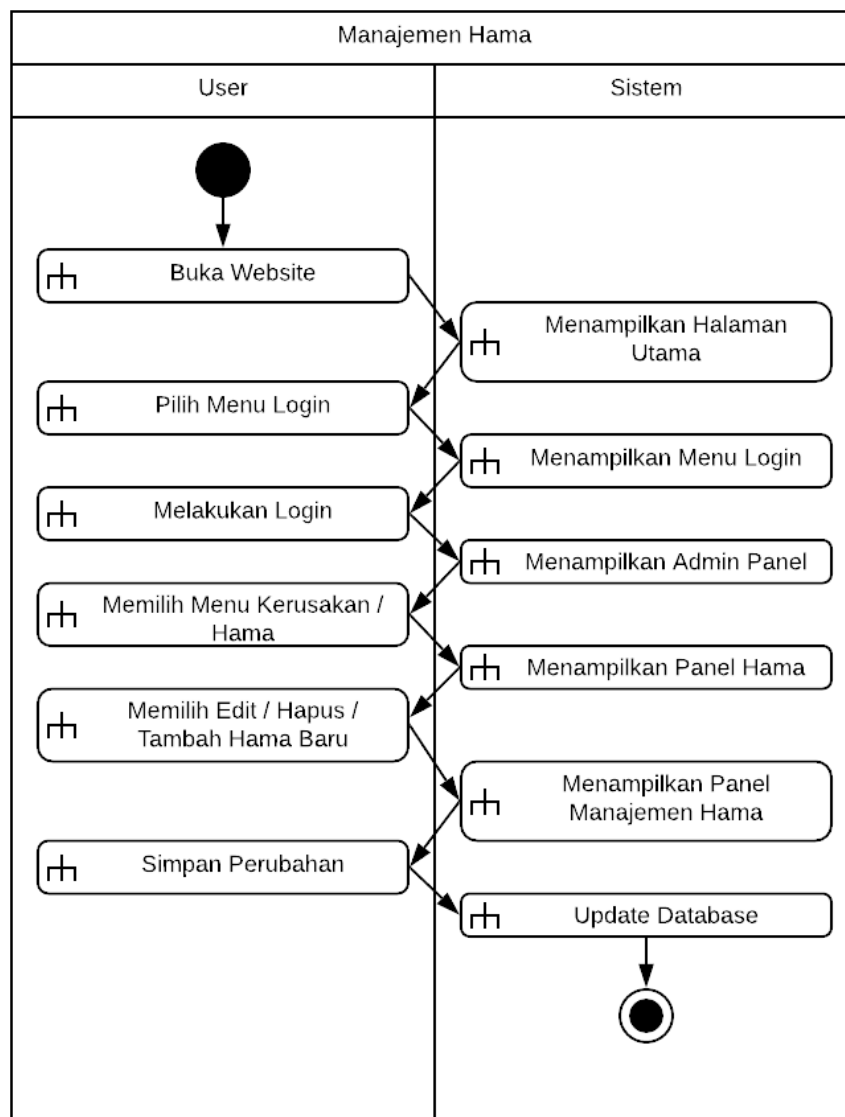 Manajemen Hama
User
Sistem
Buka Website
Menampilkan Halaman
Utama
Pilih Menu Login
Menampilkan Menu Login
Melakukan Login
Menampilkan Admin Panel
Memilih Menu Kerusakan /
Hama
Menampilkan Panel Hama
Memilih Edit / Hapus /
Tambah Hama Baru
Menampilkan Panel
Manajemen Hama
Simpan Perubahan
Update Database